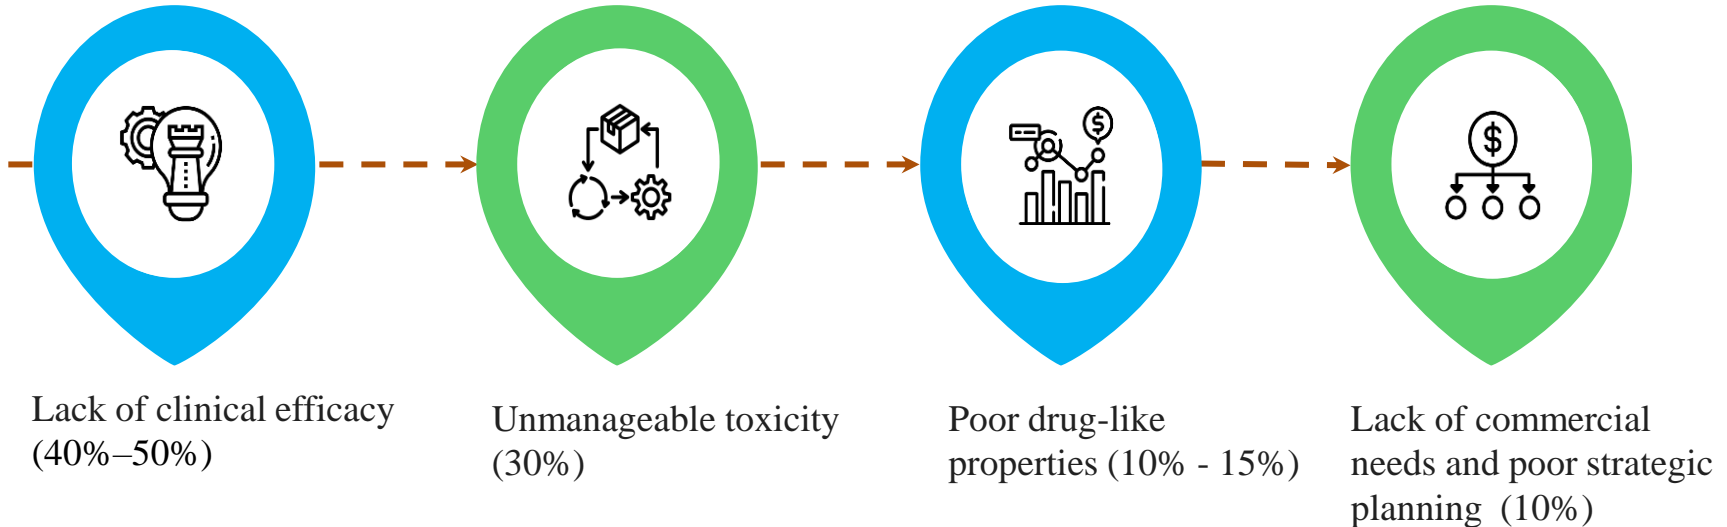 Lack of clinical efficacy
(40%–50%)
Unmanageable toxicity
(30%)
Poor drug-like
properties (10% - 15%)
Lack of commercial
needs and poor strategic
planning  (10%)
$
$